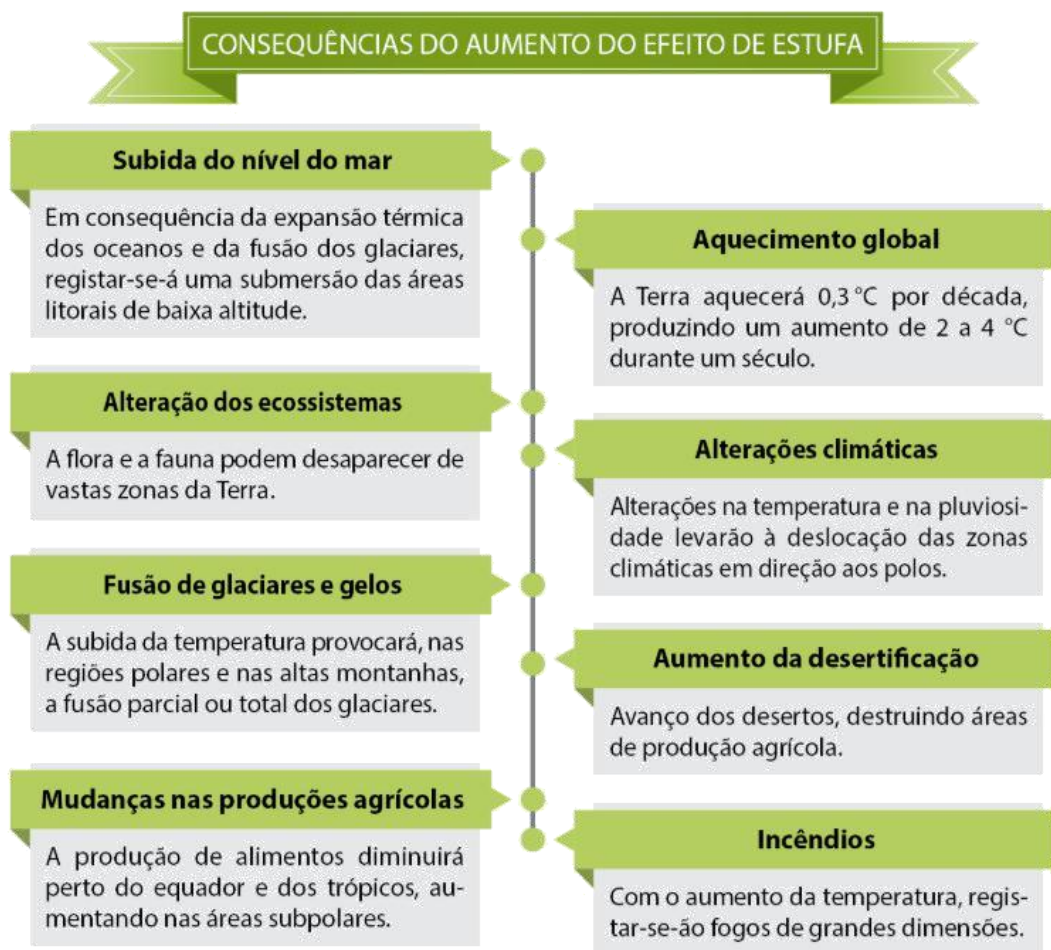 CONSEQUÊNCIAS DO AUMENTO DO EFEITO DE ESTUFA
Subida do nível do mar
Em consequência da expansão térmica
dos oceanos e da fusão dos glaciares,
registar-se-á uma submersão das áreas
litorais de baixa altitude.
Aquecimento global
A Terra aquecerá 0,3 °C por década,
produzindo um aumento de 2 a 4 °C
durante um século.
Alteração dos ecossistemas
A flora e a fauna podem desaparecer de
vastas zonas da Terra.
Alterações climáticas
Alterações na temperatura e na pluviosi-
dade levarão à deslocação das zonas
climáticas em direção aos polos.
Fusão de glaciares e gelos
A subida da temperatura provocará, nas
regiões polares e nas altas montanhas,
a fusão parcial ou total dos glaciares.
Aumento da desertificação
Avanço dos desertos, destruindo áreas
de produção agrícola.
Mudanças nas produções agrícolas
A produção de alimentos diminuirá
perto do equador e dos trópicos, au-
mentando nas áreas subpolares.
Incêndios
Com o aumento da temperatura, regis-
tar-se-ão fogos de grandes dimensões.